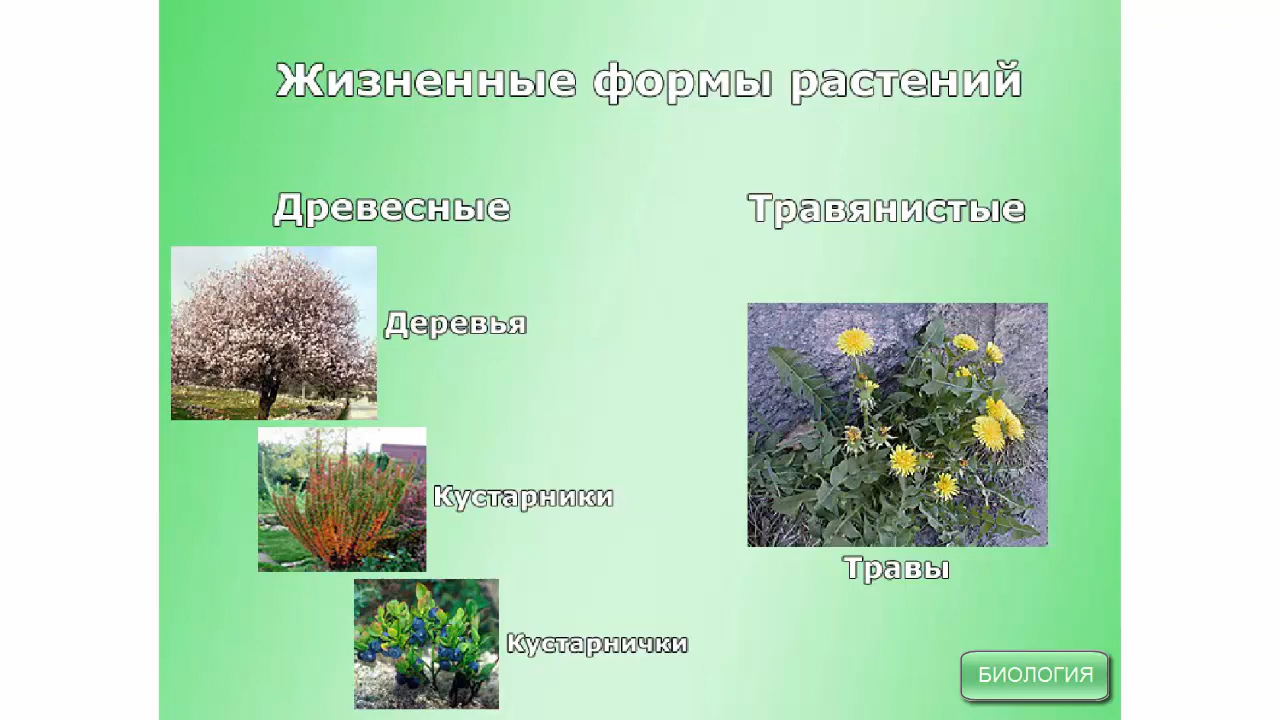 Жизненные формы растений
Древесные
Травянистые
Деревья
Кустарники
Травы
Кустарнички
БИОЛОГИЯ